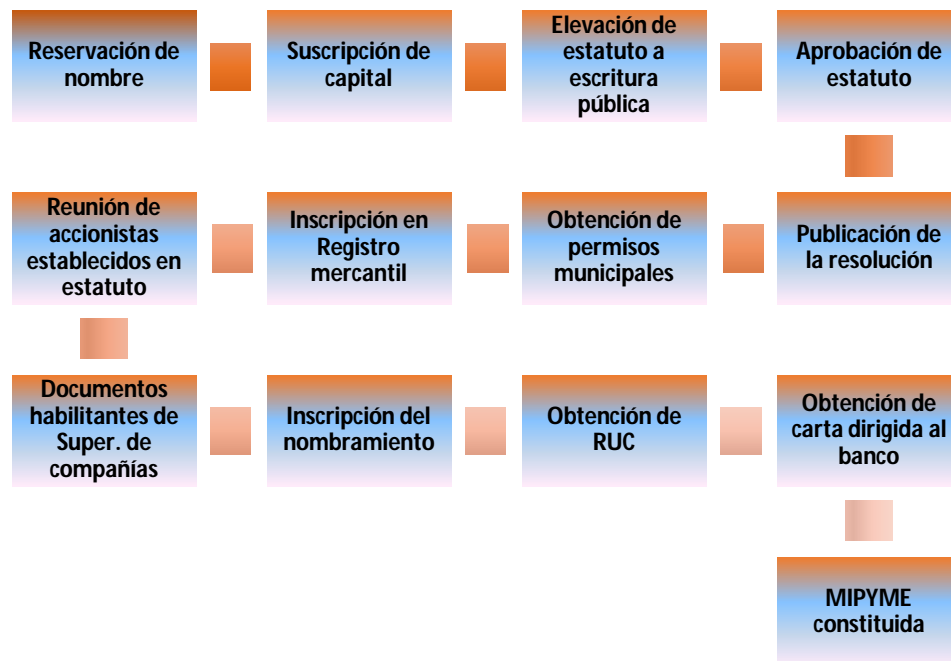 Reservación de
nombre
Suscripción de
capital
Elevación de
estatuto a
escritura
pública
Aprobación de
estatuto
Publicación de
la resolución
Obtención de
permisos
municipales
Inscripción en
Registro
mercantil
Reunión de
accionistas
establecidos en
estatuto
Documentos
habilitantes de
Super. de
compañías
Inscripción del
nombramiento
Obtención de
RUC
Obtención de
carta dirigida al
banco
MIPYME
constituida